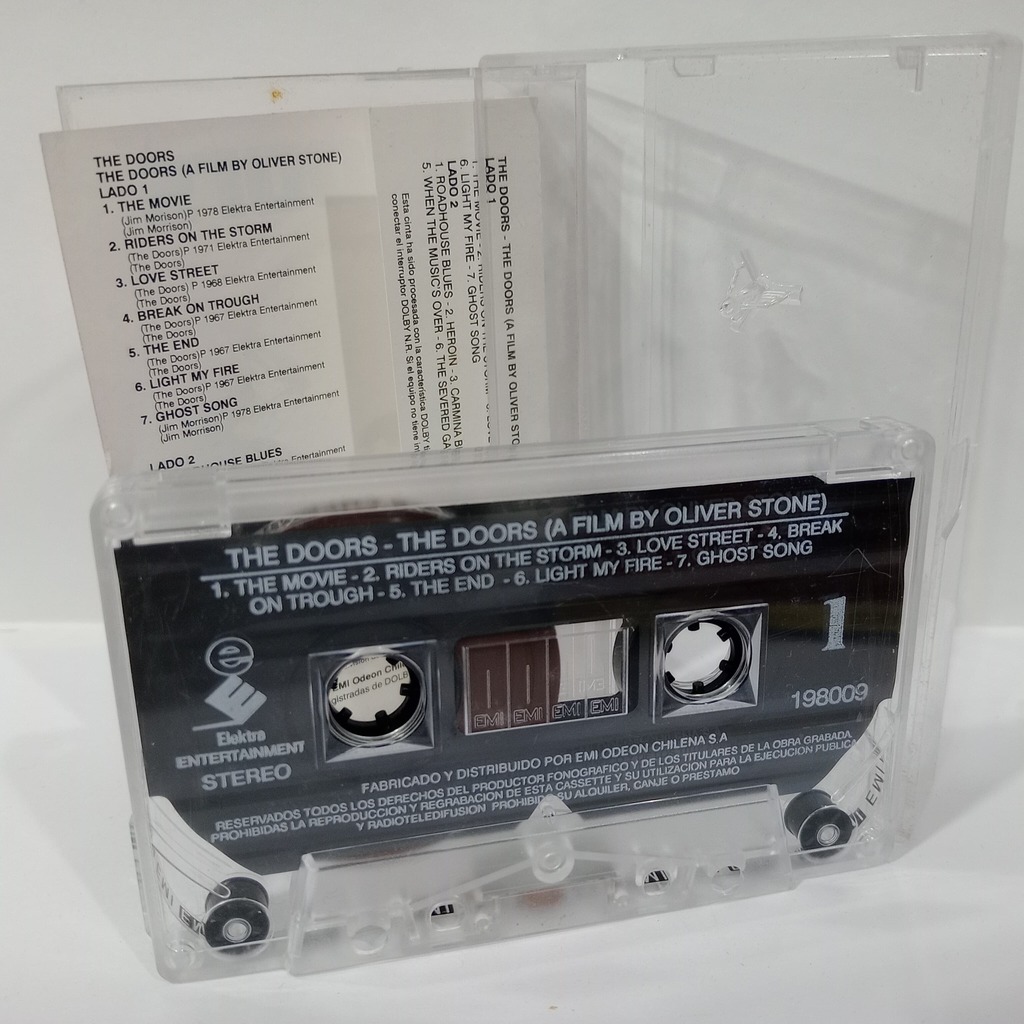 THE DOORS
THE DOORS (A FILM BY OLIVER STONE)
LADO 1
1. THE MOVIE
(Jim Morison)P 1978 Elektra Entertainment
(Jim Morrison)
2. RIDERS ON THE STORM
(The Doors)P 1971 Elektra Entertainment
(The Doors)
3. LOVE STREET
(The Doors) P 1968 Elektra Entertainment
(The Doors)
4. BREAK ON TROUGH
(The Doors)P 1967 Elektra Entertainment
(The Doors)
5. THE END
(The Doors)P 1967 Elektra Entertainment
(The Doors)
6. LIGHT MY FIRE
(The Doors)P 1967 Elektra Entertainment
(The Doors)
7. GHOST SONG
(Jim Morrison)P 1978 Elektra Entertainment
(Jim Morrison)
LADO 2
BLUES
Entertainment
THE DOORS - THE DOORS (A FILM BY OLIVER
LADO 1
1. THE MOVIE - 2. RIDERS ON THE STORM
6. LIGHT MY FIRE - 7. GHOST SONG
LADO 2
1. ROADHOUSE BLUES - 2. HEROIN - 3. CARMINA
5. WHEN THE MUSIC'S OVER - 6. THE SEVERED
Esta cinta ha sido procesada con la característica DOLBY
conectar el interruptor DOLBY N.R. Si el equipo no tiene
THE DOORS - THE DOORS (A FILM BY OLIVER STONE)
1. THE MOVIE - 2. RIDERS ON THE STORM - 3. LOVE STREET - 4. BREAK
ON TROUGH - 5. THE END - 6. LIGHT MY FIRE - 7. GHOST SONG
1
198009
e
Elektra
ENTERTAINMENT
STEREO
EMI Odeon
de
EMI EMI EMI EMI
FABRICADO Y DISTRIBUIDO POR EMI ODEON CHILENA S.A
RESERVADOS TODOS LOS DERECHOS DEL PRODUCTOR FONOGRAFICO Y DE LOS TITULARES DE LA OBRA GRABADA.
PROHIBIDAS LA REPRODUCCION Y REGRABACION DE ESTA CASSETTE Y SU UTILIZACION PARA LA EJECUCION PUBLICA
Y RADIOTELEDIFUSION PROHIBIDO SU ALQUILER, CANJE O PRESTAMO